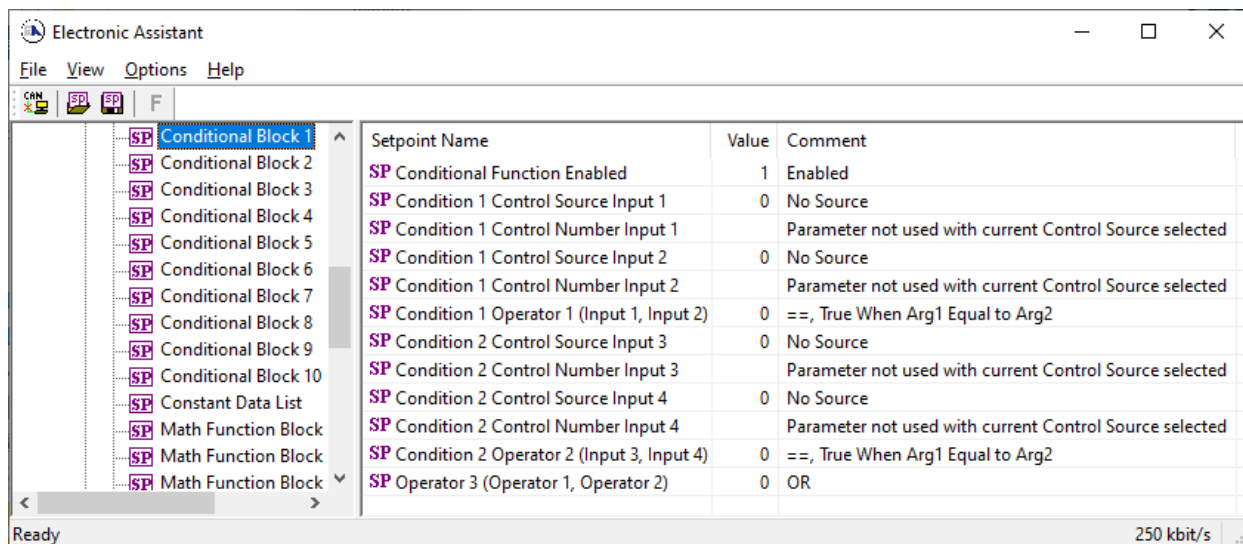 Electronic Assistant
File View Options Help
CAN SP SP F
SP Conditional Block 1
SP Conditional Block 2
SP Conditional Block 3
SP Conditional Block 4
SP Conditional Block 5
SP Conditional Block 6
SP Conditional Block 7
SP Conditional Block 8
SP Conditional Block 9
SP Conditional Block 10
SP Constant Data List
SP Math Function Block
SP Math Function Block
SP Math Function Block
Setpoint Name Value Comment
SP Conditional Function Enabled 1 Enabled
SP Condition 1 Control Source Input 1 0 No Source
SP Condition 1 Control Number Input 1 Parameter not used with current Control Source selected
SP Condition 1 Control Source Input 2 0 No Source
SP Condition 1 Control Number Input 2 Parameter not used with current Control Source selected
SP Condition 1 Operator 1 (Input 1, Input 2) 0 ==, True When Arg1 Equal to Arg2
SP Condition 2 Control Source Input 3 0 No Source
SP Condition 2 Control Number Input 3 Parameter not used with current Control Source selected
SP Condition 2 Control Source Input 4 0 No Source
SP Condition 2 Control Number Input 4 Parameter not used with current Control Source selected
SP Condition 2 Operator 2 (Input 3, Input 4) 0 ==, True When Arg1 Equal to Arg2
SP Operator 3 (Operator 1, Operator 2) 0 OR
Ready 250 kbit/s